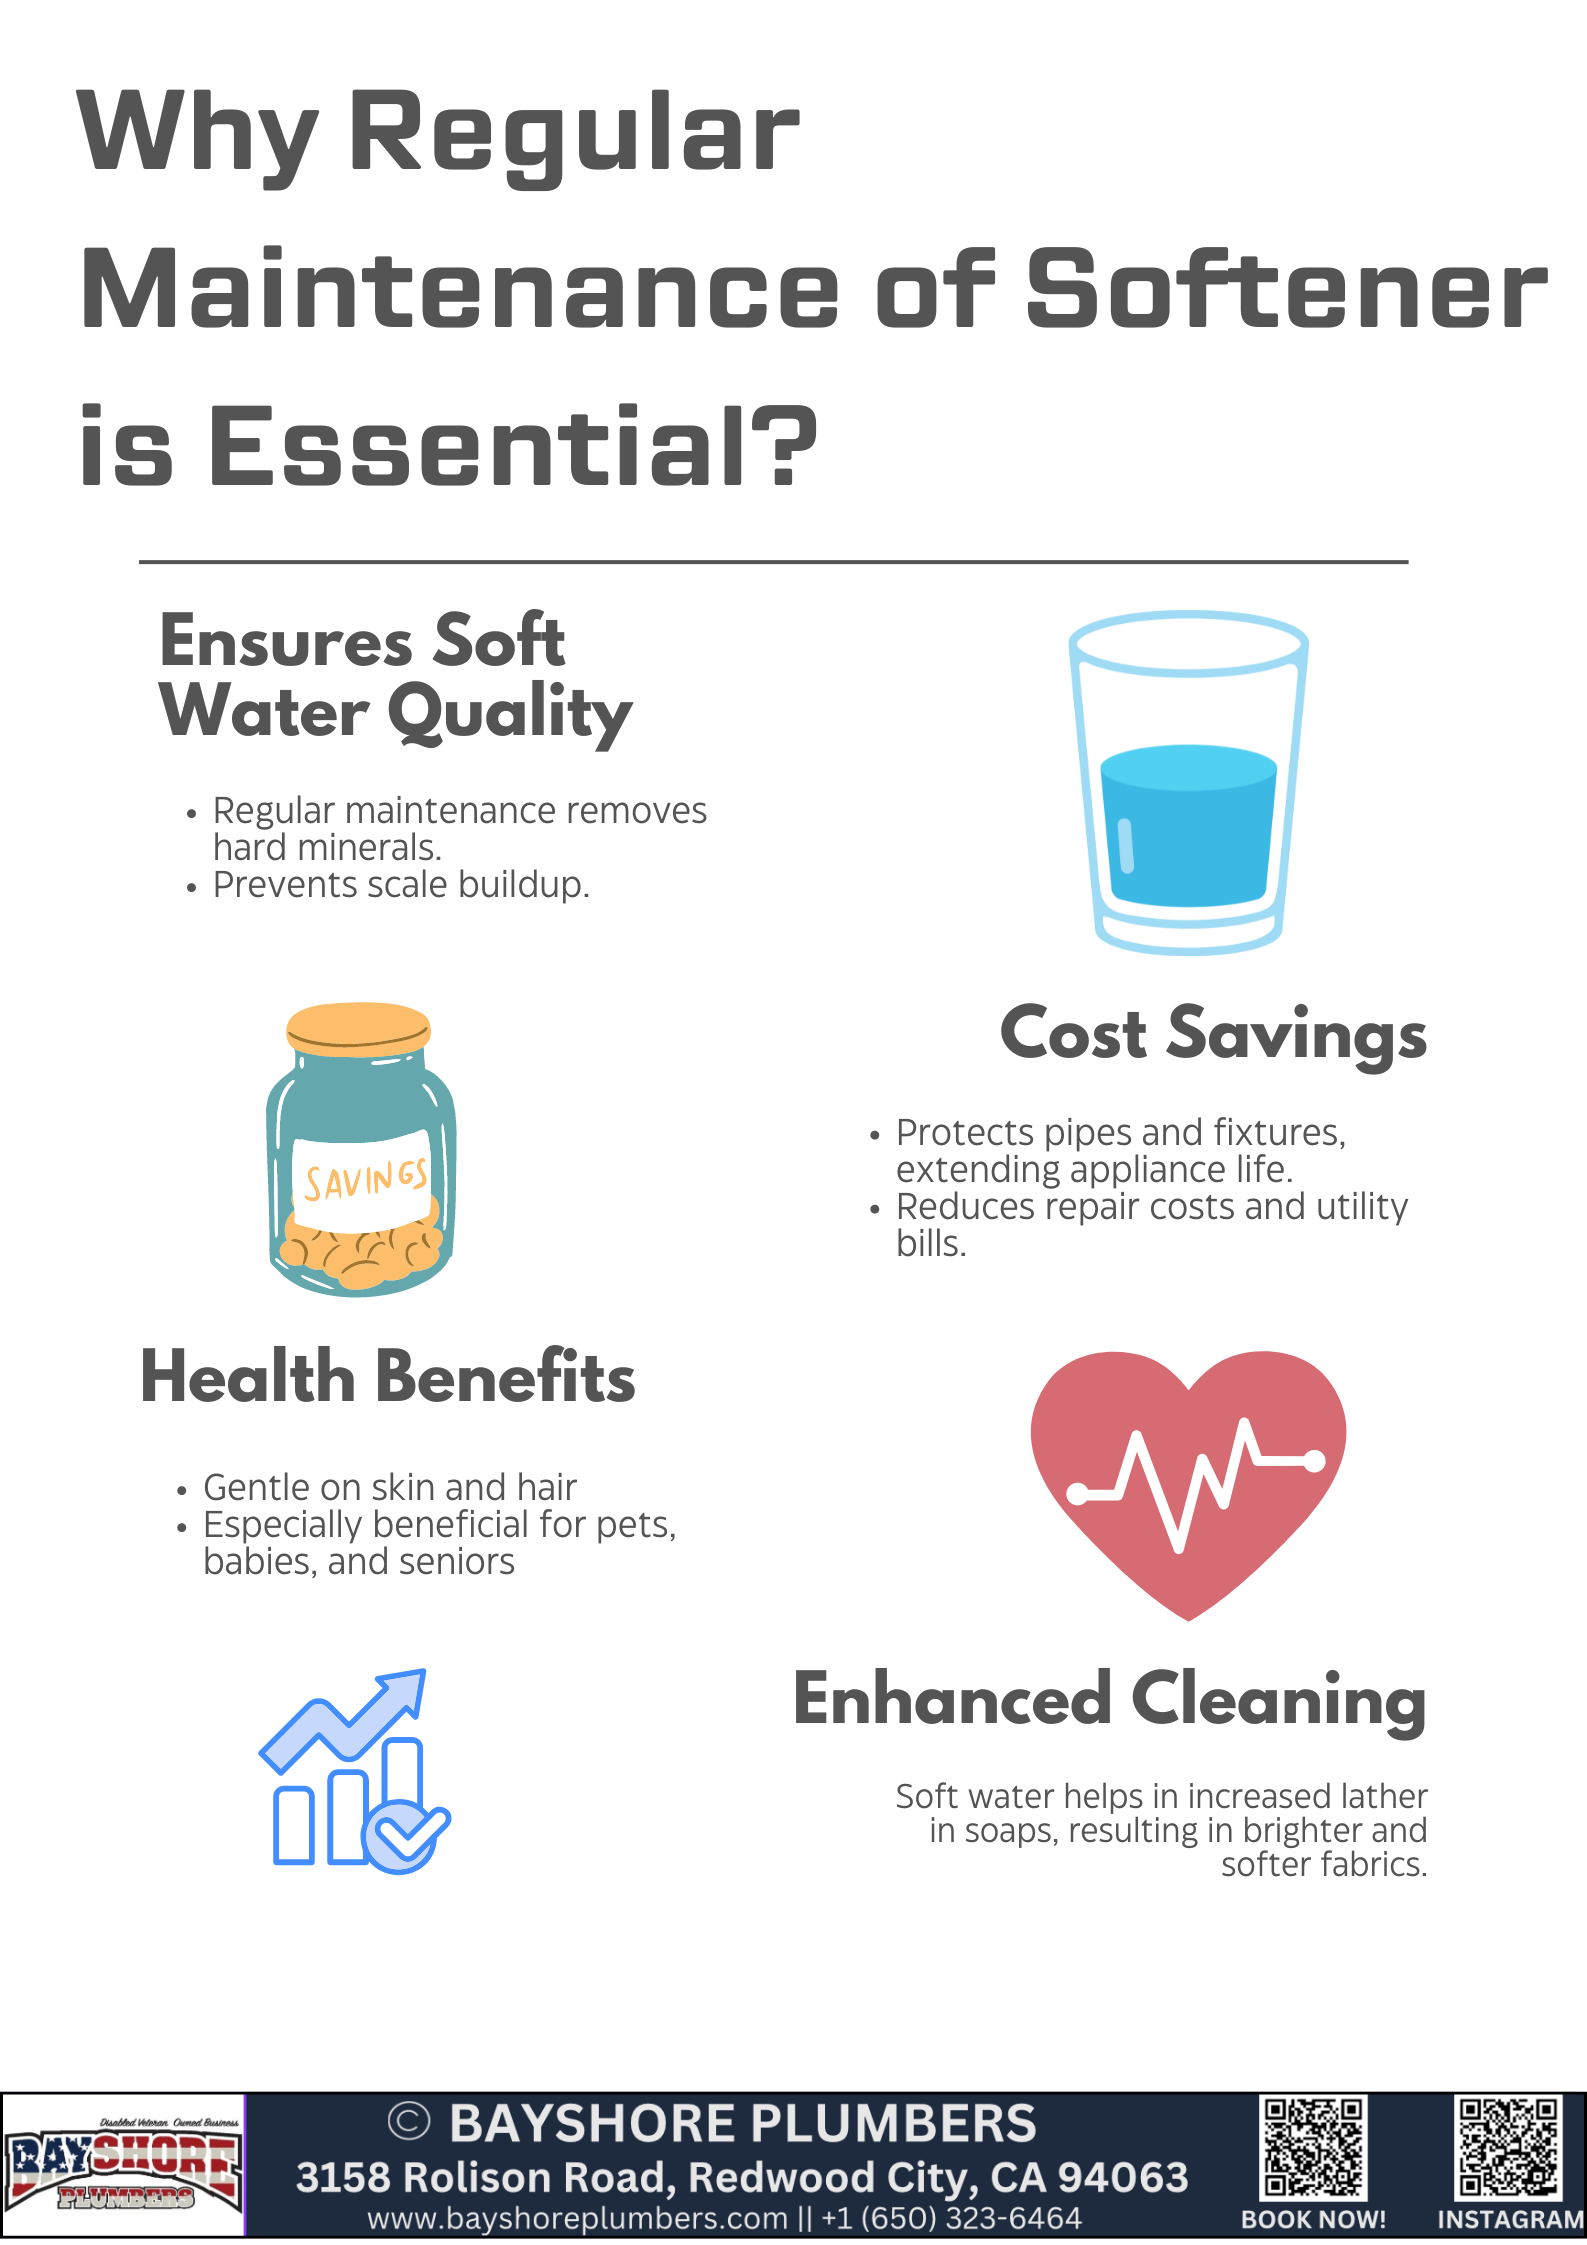 Why Regular
Maintenance of Softener
is Essential?
Ensures Soft
Water Quality
• Regular maintenance removes
hard minerals.
• Prevents scale buildup.
SAVINGS
Cost Savings
• Protects pipes and fixtures,
extending appliance life.
• Reduces repair costs and utility
bills.
Health Benefits
• Gentle on skin and hair
• Especially beneficial for pets,
babies, and seniors
Enhanced Cleaning
Soft water helps in increased lather
in soaps, resulting in brighter and
softer fabrics.
Disabled Veteran Owned Business
BAYSHORE
PLUMBERS
© BAYSHORE PLUMBERS
3158 Rolison Road, Redwood City, CA 94063
www.bayshoreplumbers.com || +1 (650) 323-6464
BOOK NOW!
INSTAGRAM